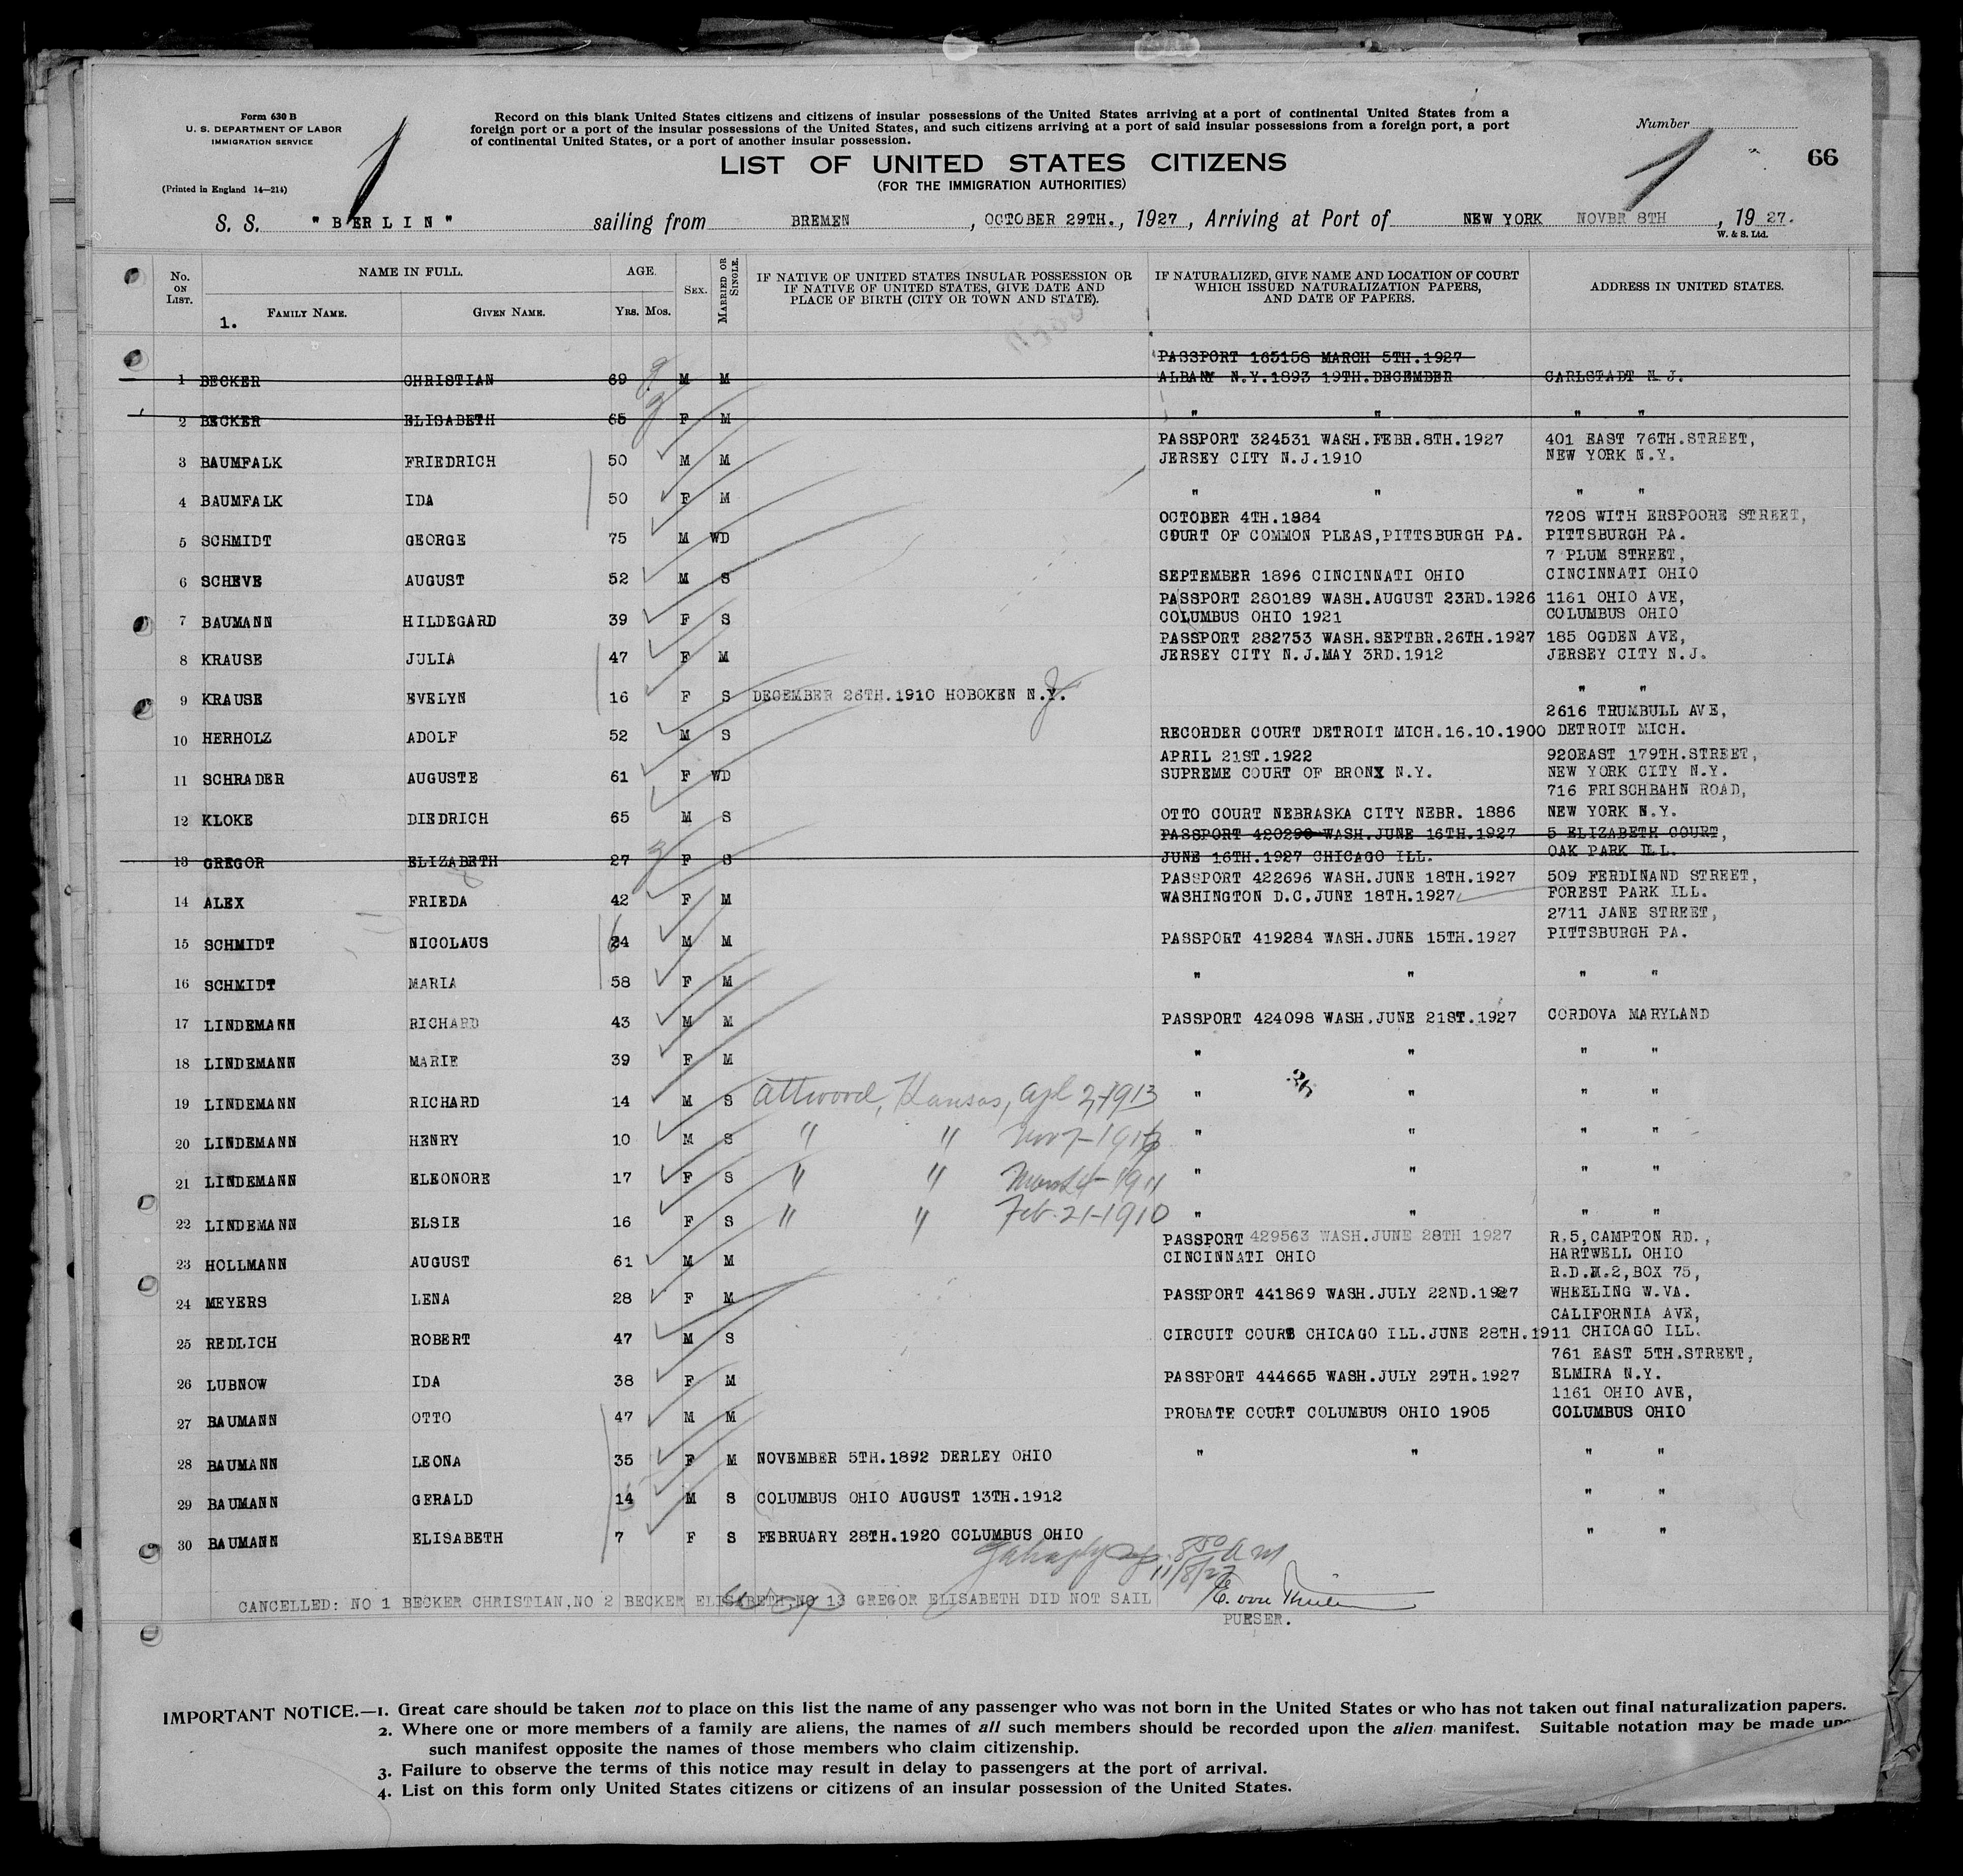 Form 630 B
U. S. DEPARTMENT OF LABOR
IMMIGRATION SERVICE
(Printed in England 14—214)
Record on this blank United States citizens and citizens of insular possessions of the United States arriving at a port of continental United States from a
foreign port or a port of the insular possessions of the United States, and such citizens arriving at a port of said insular possessions from a foreign port, a port
of continental United States, or a port of another insular possession.
Number
66
LIST OF UNITED STATES CITIZENS
(FOR THE IMMIGRATION AUTHORITIES)
S. S. "BERLIN" sailing from BREMEN, OCTOBER 29TH., 1927, Arriving at Port of NEW YORK NOVBR 8TH, 1927.
W. & S. Ltd.
No. ON LIST. NAME IN FULL. AGE. SEX. MARRIED OR SINGLE. IF NATIVE OF UNITED STATES INSULAR POSSESSION OR IF NATIVE OF UNITED STATES, GIVE DATE AND PLACE OF BIRTH (CITY OR TOWN AND STATE). IF NATURALIZED, GIVE NAME AND LOCATION OF COURT WHICH ISSUED NATURALIZATION PAPERS, AND DATE OF PAPERS. ADDRESS IN UNITED STATES.
1. FAMILY NAME. GIVEN NAME. YRS. MOS.
PASSPORT 165158 MARCH 5TH.1927
1 BECKER CHRISTIAN 69 M M ALBANY N.Y.1893 19TH.DECEMBER CARLSTADT N.J.
2 BECKER ELISABETH 65 F M " " " "
PASSPORT 324531 WASH.FEBR.8TH.1927 401 EAST 76TH.STREET,
3 BAUMFALK FRIEDRICH 50 M M JERSEY CITY N.J.1910 NEW YORK N.Y.
4 BAUMFALK IDA 50 F M " " " "
OCTOBER 4TH.1884 720S WITH ERSPOORE STREET,
5 SCHMIDT GEORGE 75 M WD COURT OF COMMON PLEAS,PITTSBURGH PA. PITTSBURGH PA.
7 PLUM STREET,
6 SCHEVE AUGUST 52 M S SEPTEMBER 1896 CINCINNATI OHIO CINCINNATI OHIO
PASSPORT 280189 WASH.AUGUST 23RD.1926 1161 OHIO AVE,
7 BAUMANN HILDEGARD 39 F S COLUMBUS OHIO 1921 COLUMBUS OHIO
PASSPORT 282753 WASH.SEPTBR.26TH.1927 185 OGDEN AVE,
8 KRAUSE JULIA 47 F M JERSEY CITY N.J.MAY 3RD.1912 JERSEY CITY N.J.
9 KRAUSE EVELYN 16 F S DECEMBER 26TH.1910 HOBOKEN N.Y. " "
2616 TRUMBULL AVE,
10 HERHOLZ ADOLF 52 M S RECORDER COURT DETROIT MICH.16.10.1900 DETROIT MICH.
APRIL 21ST.1922 920EAST 179TH.STREET,
11 SCHRADER AUGUSTE 61 F WD SUPREME COURT OF BRONX N.Y. NEW YORK CITY N.Y.
716 FRISCHBAHN ROAD,
12 KLOKE DIEDRICH 65 M S OTTO COURT NEBRASKA CITY NEBR. 1886 NEW YORK N.Y.
PASSPORT 420290 WASH.JUNE 16TH.1927 5 ELIZABETH COURT,
13 GREGOR ELIZABETH 27 F S JUNE 16TH.1927 CHICAGO ILL. OAK PARK ILL.
PASSPORT 422696 WASH.JUNE 18TH.1927 509 FERDINAND STREET,
14 ALEX FRIEDA 42 F M WASHINGTON D.C.JUNE 18TH.1927 FOREST PARK ILL.
2711 JANE STREET,
15 SCHMIDT NICOLAUS 64 M M PASSPORT 419284 WASH.JUNE 15TH.1927 PITTSBURGH PA.
16 SCHMIDT MARIA 58 F M " " " "
17 LINDEMANN RICHARD 43 M M PASSPORT 424098 WASH.JUNE 21ST.1927 CORDOVA MARYLAND
18 LINDEMANN MARIE 39 F M " " " "
19 LINDEMANN RICHARD 14 M S Attwood, Kansas, Apl 2,-1913 " " " "
20 LINDEMANN HENRY 10 M S " " Nov 7-1916 " " " "
21 LINDEMANN ELEONORE 17 F S " " 1911 " " " "
22 LINDEMANN ELSIE 16 F S " " Feb. 21-1910 " " " "
PASSPORT 429563 WASH.JUNE 28TH 1927 R.5,CAMPTON RD.,
23 HOLLMANN AUGUST 61 M M CINCINNATI OHIO HARTWELL OHIO
R.D.#.2,BOX 75,
24 MEYERS LENA 28 F M PASSPORT 441869 WASH.JULY 22ND.1927 WHEELING W.VA.
CALIFORNIA AVE,
25 REDLICH ROBERT 47 M S CIRCUIT COURT CHICAGO ILL.JUNE 28TH.1911 CHICAGO ILL.
761 EAST 5TH.STREET,
26 LUBNOW IDA 38 F M PASSPORT 444665 WASH.JULY 29TH.1927 ELMIRA N.Y.
1161 OHIO AVE,
27 BAUMANN OTTO 47 M M PROBATE COURT COLUMBUS OHIO 1905 COLUMBUS OHIO
28 BAUMANN LEONA 35 F M NOVEMBER 5TH.1892 DERLEY OHIO " " " "
29 BAUMANN GERALD 14 M S COLUMBUS OHIO AUGUST 13TH.1912 " "
30 BAUMANN ELISABETH 7 F S FEBRUARY 28TH.1920 COLUMBUS OHIO " "
850 AM
11/8/27
CANCELLED: NO 1 BECKER CHRISTIAN,NO 2 BECKER ELISABETH,NO 13 GREGOR ELISABETH DID NOT SAIL
PURSER.
IMPORTANT NOTICE.—1. Great care should be taken not to place on this list the name of any passenger who was not born in the United States or who has not taken out final naturalization papers.
2. Where one or more members of a family are aliens, the names of all such members should be recorded upon the alien manifest. Suitable notation may be made upon
such manifest opposite the names of those members who claim citizenship.
3. Failure to observe the terms of this notice may result in delay to passengers at the port of arrival.
4. List on this form only United States citizens or citizens of an insular possession of the United States.